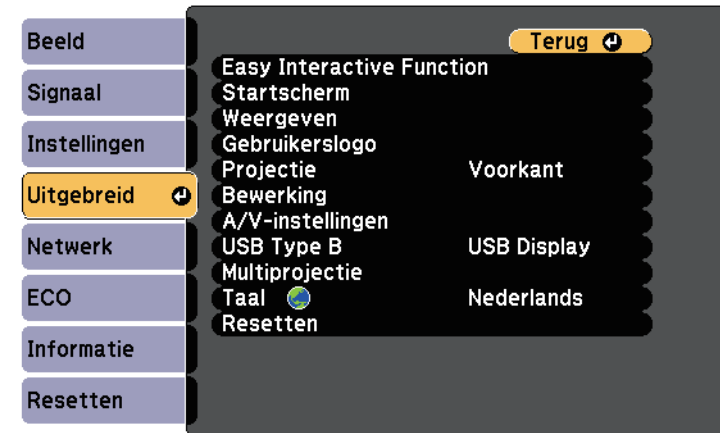 Beeld
Signaal
Instellingen
Uitgebreid
Netwerk
ECO
Informatie
Resetten
Terug
Easy Interactive Function
Startscherm
Weergeven
Gebruikerslogo
Projectie Voorkant
Bewerking
A/V-instellingen
USB Type B USB Display
Multiprojectie
Taal Nederlands
Resetten